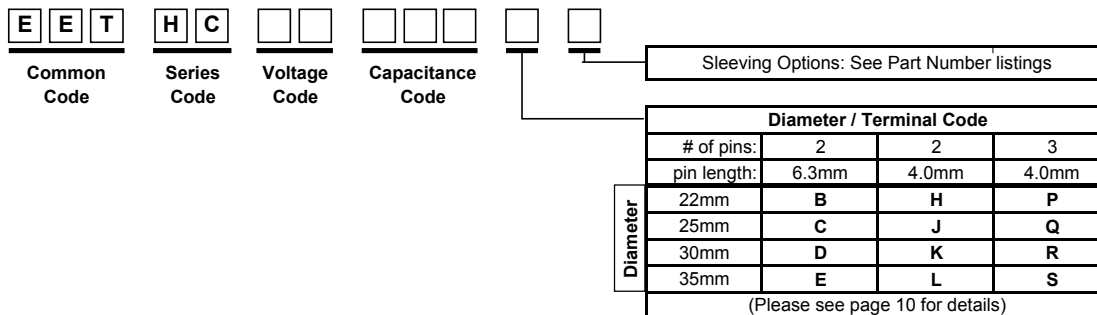 E E T H C
Common Code
Series Code
Voltage Code
Capacitance Code
Sleeving Options: See Part Number listings
Diameter / Terminal Code
# of pins: 2 2 3
pin length: 6.3mm 4.0mm 4.0mm
Diameter
22mm B H P
25mm C J Q
30mm D K R
35mm E L S
(Please see page 10 for details)